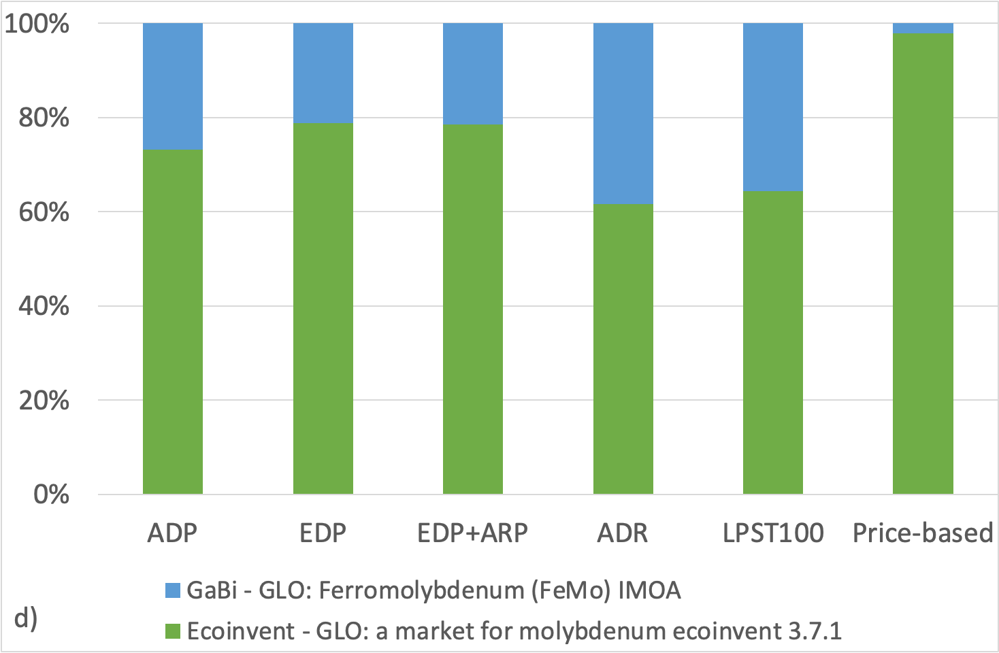 100%
80%
60%
40%
20%
0%
ADP EDP EDP+ARP ADR LPST100 Price-based
GaBi - GLO: Ferromolybdenum (FeMo) IMOA
Ecoinvent - GLO: a market for molybdenum ecoinvent 3.7.1
d)